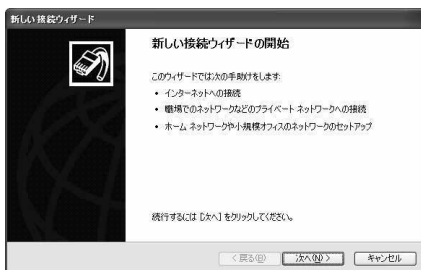 新しい接続ウィザード
新しい接続ウィザードの開始
このウィザードでは次の手助けをします:
• インターネットへの接続
• 職場でのネットワークなどのプライベート ネットワークへの接続
• ホーム ネットワークや小規模オフィスのネットワークのセットアップ
続行するには [次へ] をクリックしてください。
< 戻る(B) 次へ(N) > キャンセル